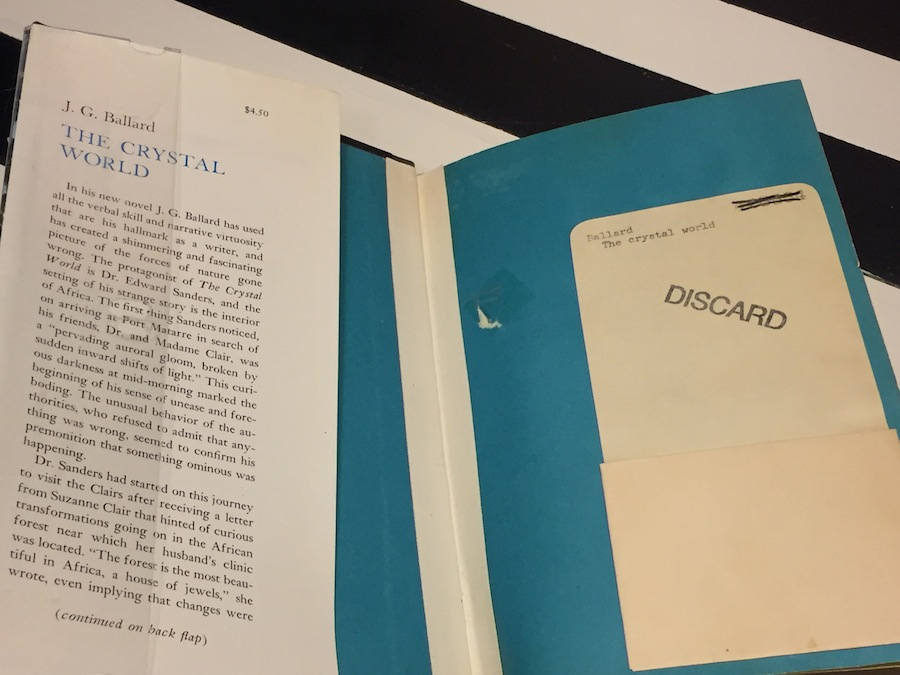 J. G. Ballard
$4.50
THE CRYSTAL
WORLD
In his new novel J. G. Ballard has used
all the verbal skill and narrative virtuosity
that are his hallmark as a writer, and
has created a shimmering and fascinating
picture of the forces of nature gone
wrong. The protagonist of The Crystal
World is Dr. Edward Sanders, and the
setting of his strange story is the interior
of Africa. The first thing Sanders noticed,
on arriving at Port Matarre in search of
his friends, Dr. and Madame Clair, was
a "pervading auroral gloom, broken by
sudden inward shifts of light." This curi-
ous darkness at mid-morning marked the
beginning of his sense of unease and fore-
boding. The unusual behavior of the au-
thorities, who refused to admit that any-
thing was wrong, seemed to confirm his
premonition that something ominous was
happening.
Dr. Sanders had started on this journey
to visit the Clairs after receiving a letter
from Suzanne Clair that hinted of curious
transformations going on in the African
forest near which her husband's clinic
was located. "The forest is the most beau-
tiful in Africa, a house of jewels," she
wrote, even implying that changes were
(continued on back flap)
Ballard
The crystal world
DISCARD